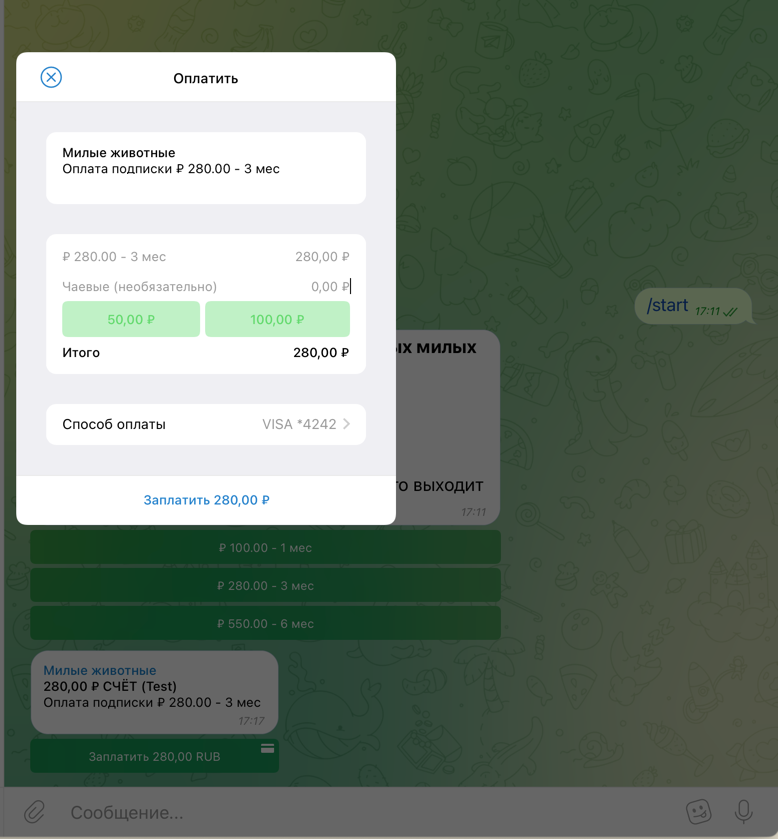 Оплатить
Милые животные
Оплата подписки ₽ 280.00 - 3 мес
₽ 280.00 - 3 мес 280,00 ₽
Чаевые (необязательно) 0,00 ₽
50,00 ₽ 100,00 ₽
Итого 280,00 ₽
Способ оплаты VISA *4242
Заплатить 280,00 ₽
/start 17:11
милых
выходит
17:11
₽ 100.00 - 1 мес
₽ 280.00 - 3 мес
₽ 550.00 - 6 мес
Милые животные
280,00 ₽ СЧЁТ (Test)
Оплата подписки ₽ 280.00 - 3 мес
17:17
Заплатить 280,00 RUB
Сообщение...